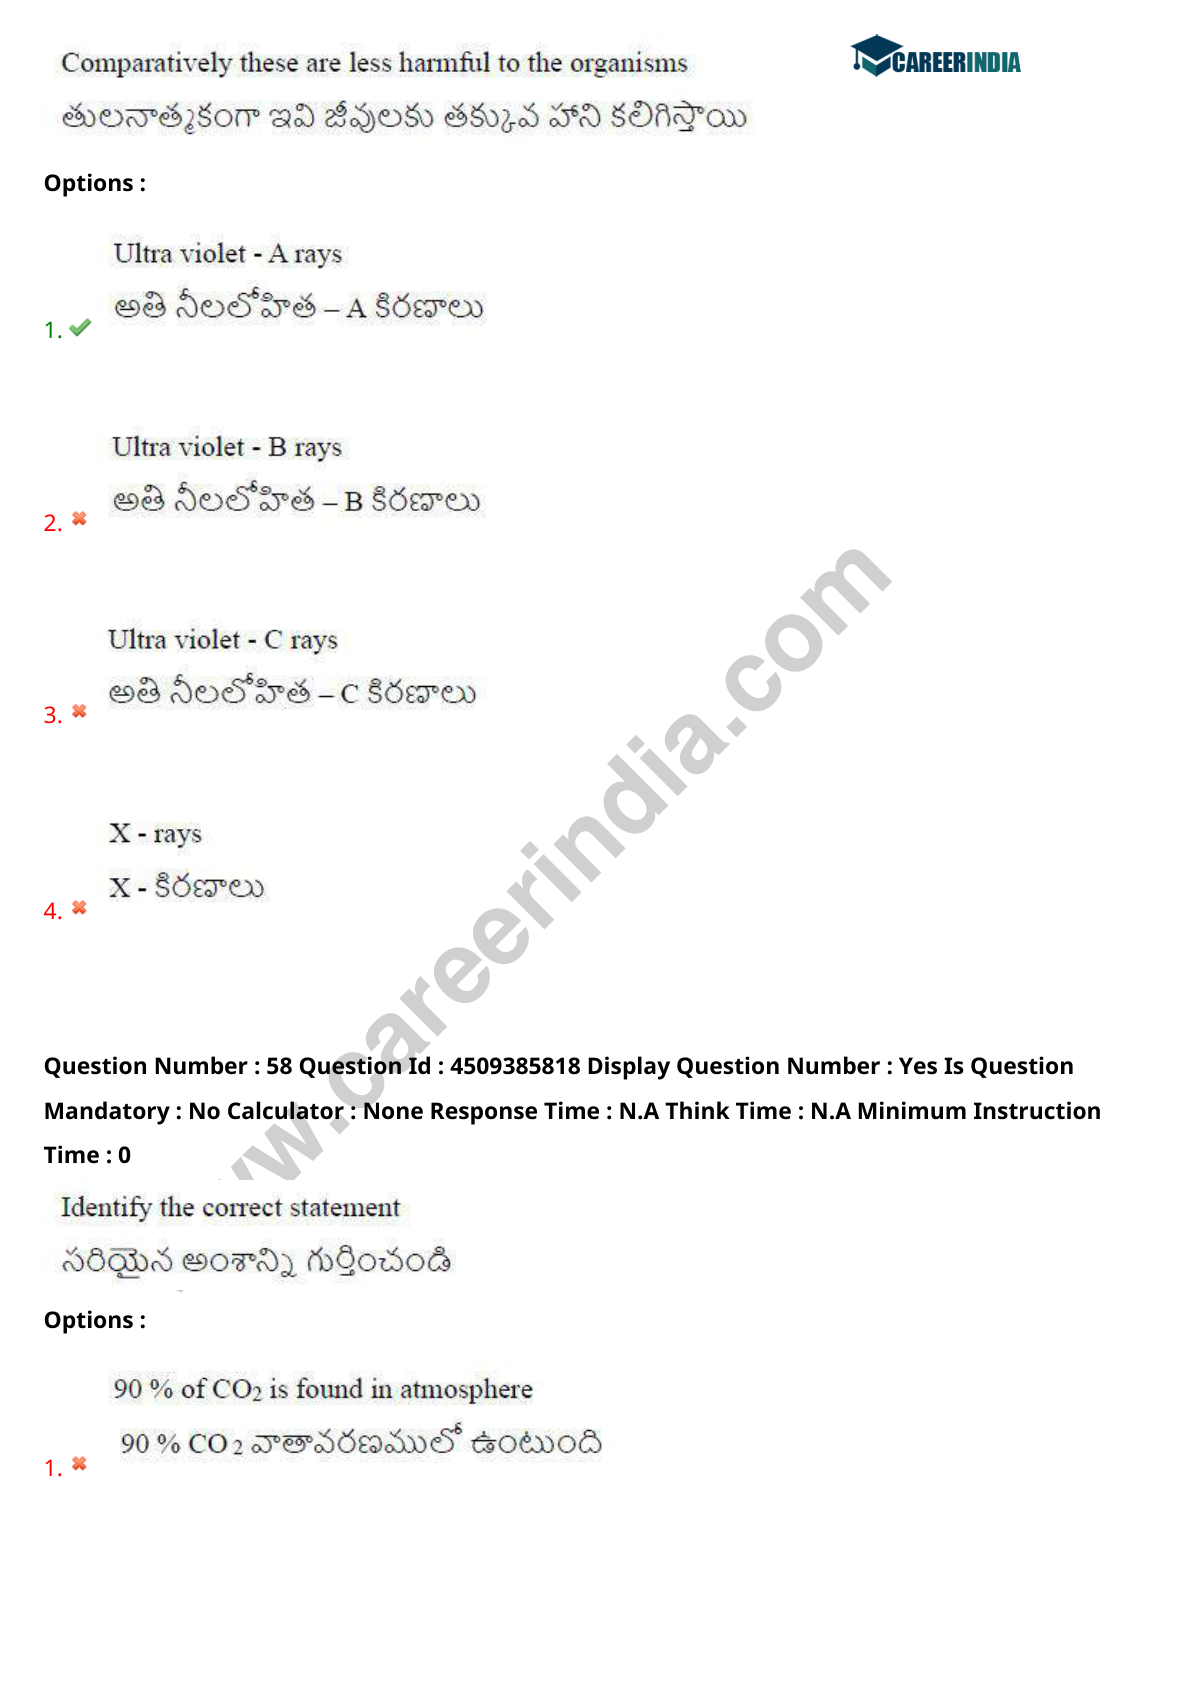 Comparatively these are less harmful to the organisms
CAREERINDIA
తులనాత్మకంగా ఇవి జీవులకు తక్కువ హాని కలిగిస్తాయి
Options :
Ultra violet - A rays
అతి నీలలోహిత – A కిరణాలు
1.
Ultra violet - B rays
అతి నీలలోహిత – B కిరణాలు
2.
Ultra violet - C rays
అతి నీలలోహిత – C కిరణాలు
3.
X - rays
X - కిరణాలు
4.
www.careerindia.com
Question Number : 58 Question Id : 4509385818 Display Question Number : Yes Is Question
Mandatory : No Calculator : None Response Time : N.A Think Time : N.A Minimum Instruction
Time : 0
Identify the correct statement
సరియైన అంశాన్ని గుర్తించండి
Options :
90 % of CO2 is found in atmosphere
90 % CO 2 వాతావరణములో ఉంటుంది
1.